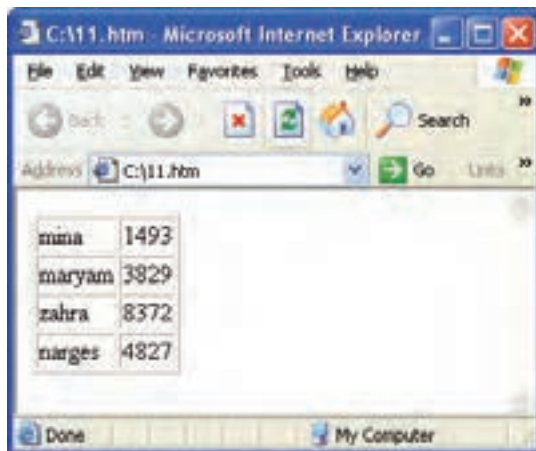 C:\11.htm - Microsoft Internet Explorer
File Edit View Favorites Tools Help
Back Search
Address C:\11.htm Go Links
mina 1493
maryam 3829
zahra 8372
narges 4827
Done My Computer